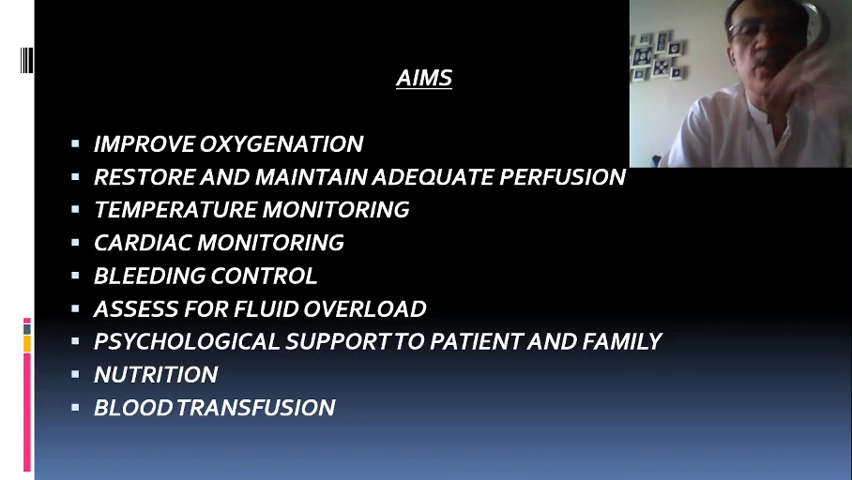 AIMS
IMPROVE OXYGENATION
RESTORE AND MAINTAIN ADEQUATE PERFUSION
TEMPERATURE MONITORING
CARDIAC MONITORING
BLEEDING CONTROL
ASSESS FOR FLUID OVERLOAD
PSYCHOLOGICAL SUPPORT TO PATIENT AND FAMILY
NUTRITION
BLOOD TRANSFUSION